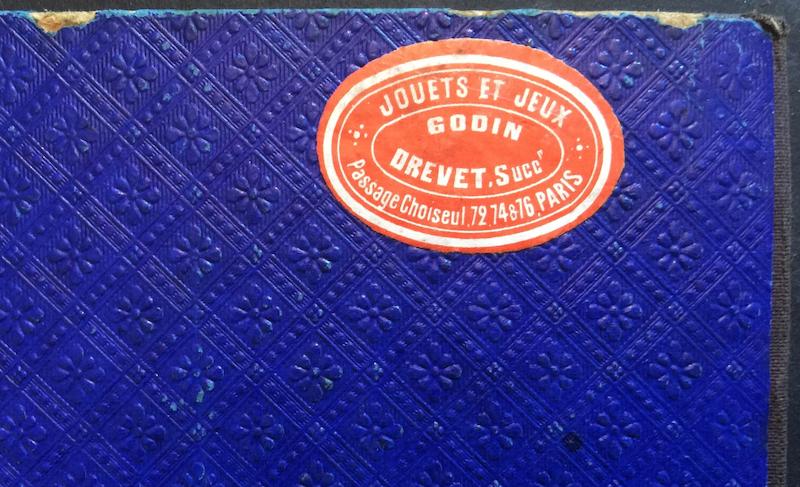 JOUETS ET JEUX
GODIN
DREVET, Succr
Passage Choiseul, 72 74 & 76, PARIS